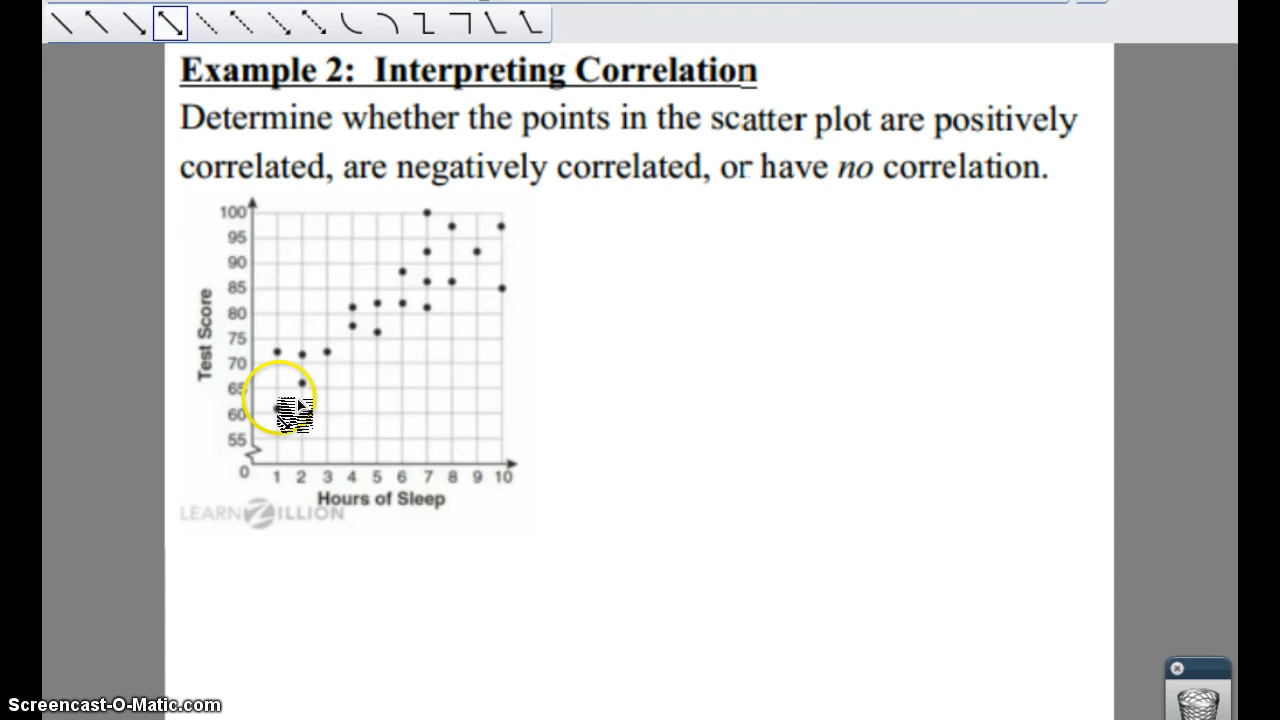 Example 2: Interpreting Correlation
Determine whether the points in the scatter plot are positively
correlated, are negatively correlated, or have no correlation.
100
95
90
85
80
75
70
65
60
55
0
Test Score
1 2 3 4 5 6 7 8 9 10
Hours of Sleep
LEARNZILLION
Screencast-O-Matic.com